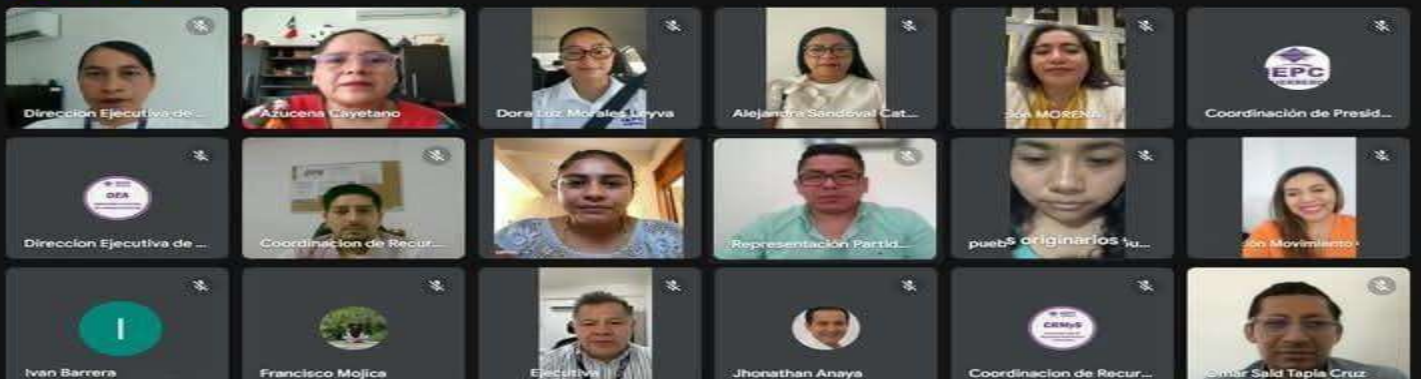 Direccion Ejecutiva de ...
Azucena Cayetano
Dora Luz Morales Leyva
Alejandra Sandoval Cat...
MORENA
EPC
Coordinación de Presid...
Direccion Ejecutiva de ...
Coordinacion de Recur...
Representación Partid...
originarios
Movimiento
I
Ivan Barrera
Francisco Mojica
Ejecutiva
Jhonathan Anaya
CRMyS
Coordinacion de Recur...
Omar Said Tapia Cruz